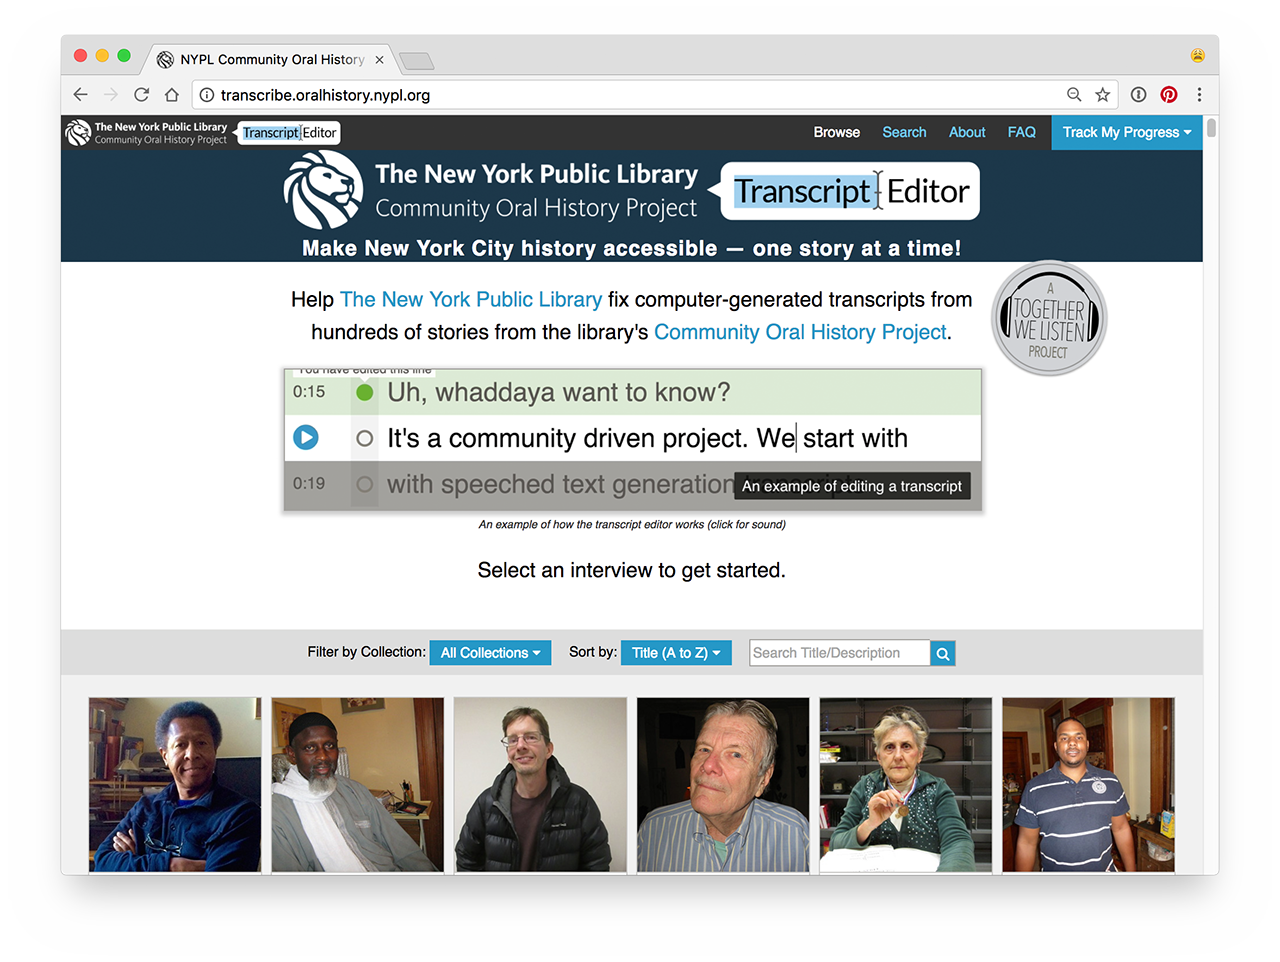 NYPL Community Oral History
transcribe.oralhistory.nypl.org
The New York Public Library
Community Oral History Project
Transcript Editor
Browse Search About FAQ Track My Progress
The New York Public Library
Community Oral History Project
Transcript Editor
Make New York City history accessible — one story at a time!
Help The New York Public Library fix computer-generated transcripts from
hundreds of stories from the library's Community Oral History Project.
A
TOGETHER
WE LISTEN
PROJECT
You have edited this line
0:15 Uh, whaddaya want to know?
It's a community driven project. We start with
0:19 with speeched text generation
An example of editing a transcript
An example of how the transcript editor works (click for sound)
Select an interview to get started.
Filter by Collection: All Collections Sort by: Title (A to Z) Search Title/Description